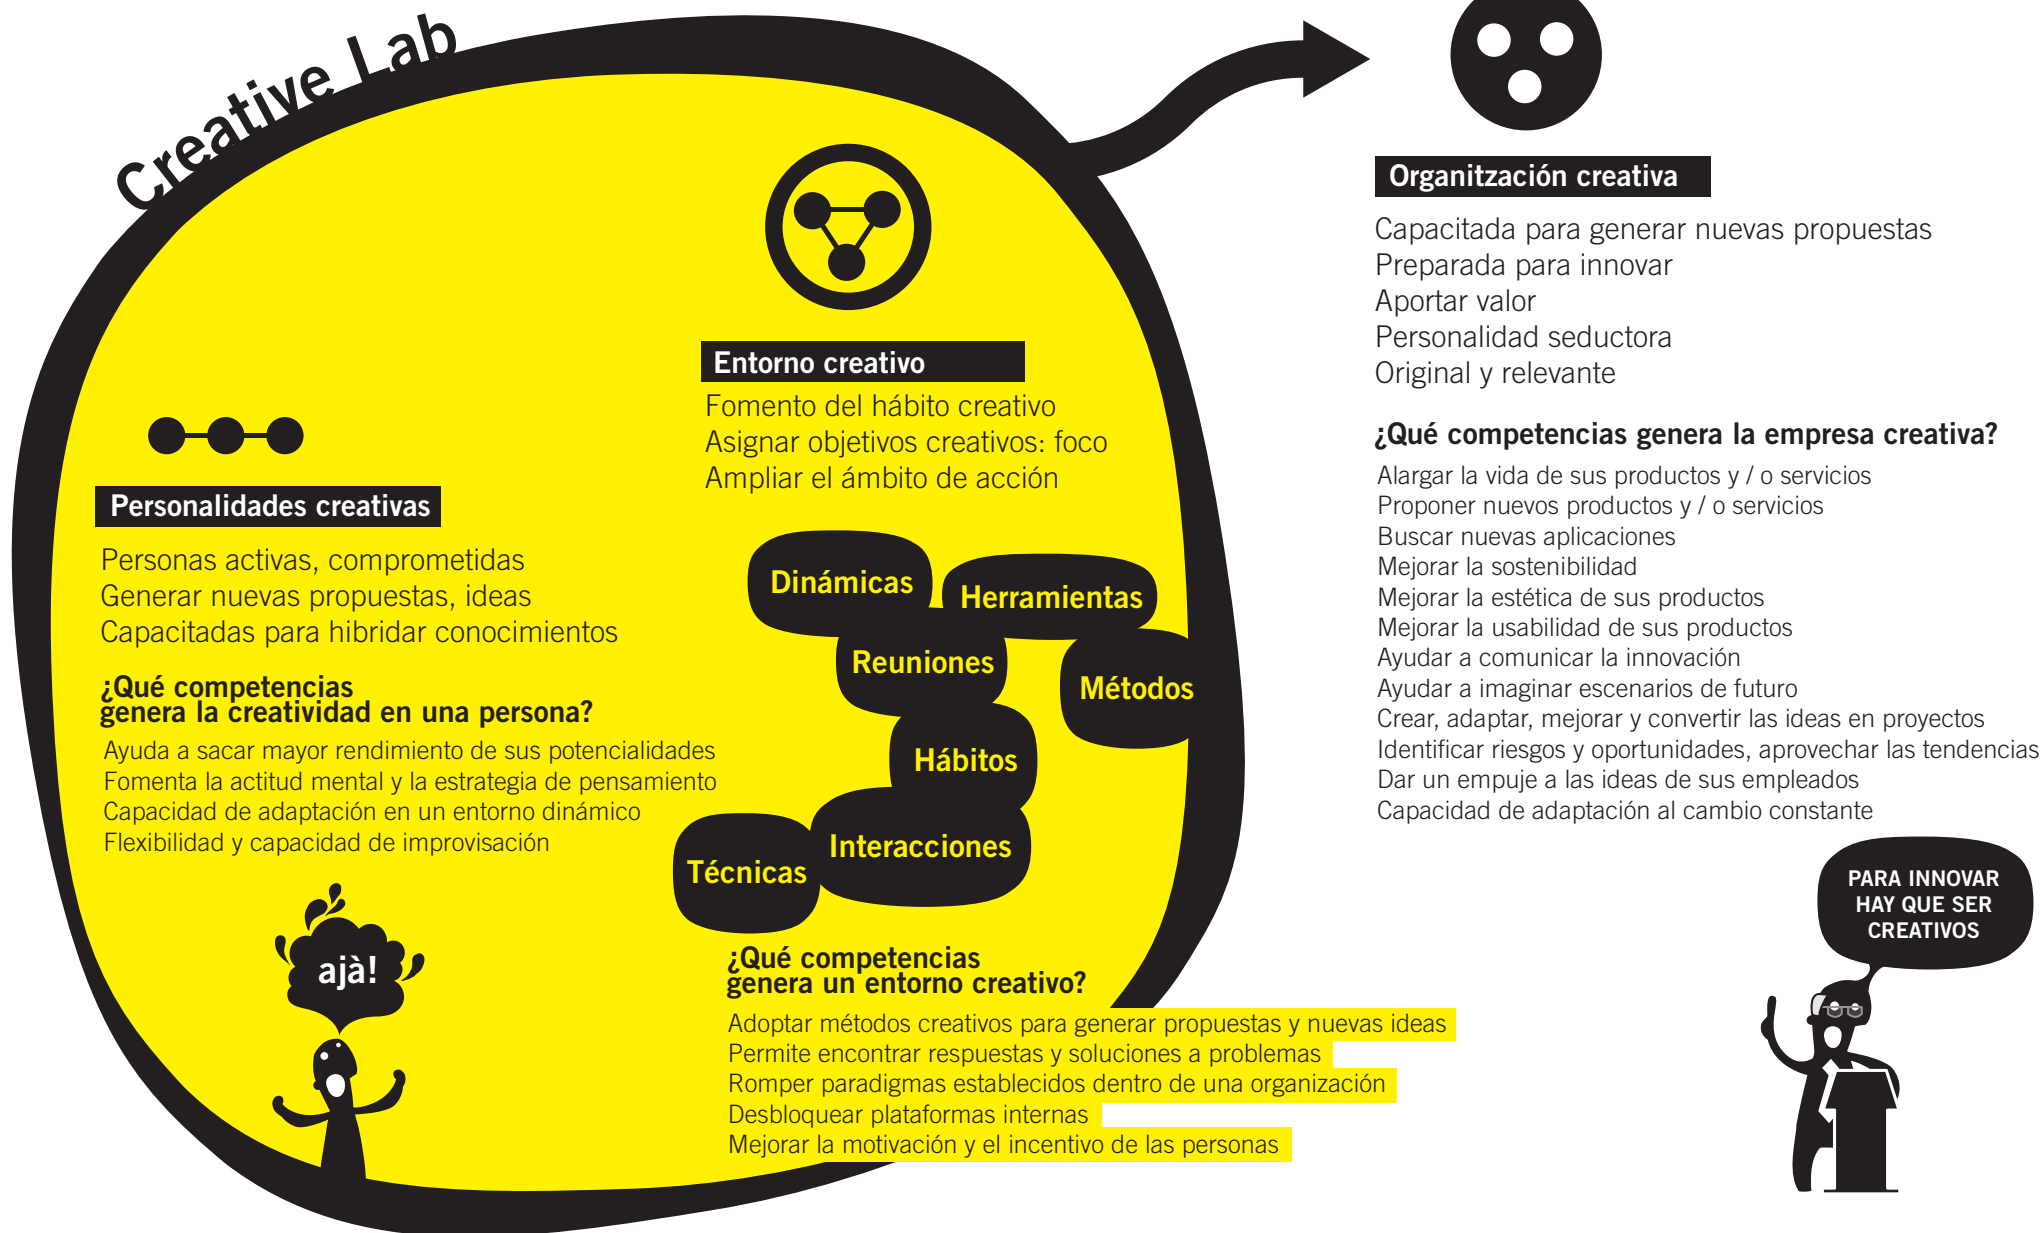 Creative Lab
Personalidades creativas
Personas activas, comprometidas
Generar nuevas propuestas, ideas
Capacitadas para hibridar conocimientos
¿Qué competencias
genera la creatividad en una persona?
Ayuda a sacar mayor rendimiento de sus potencialidades
Fomenta la actitud mental y la estrategia de pensamiento
Capacidad de adaptación en un entorno dinámico
Flexibilidad y capacidad de improvisación
ajà!
Entorno creativo
Fomento del hábito creativo
Asignar objetivos creativos: foco
Ampliar el ámbito de acción
Dinámicas
Herramientas
Reuniones
Métodos
Hábitos
Interacciones
Técnicas
¿Qué competencias
genera un entorno creativo?
Adoptar métodos creativos para generar propuestas y nuevas ideas
Permite encontrar respuestas y soluciones a problemas
Romper paradigmas establecidos dentro de una organización
Desbloquear plataformas internas
Mejorar la motivación y el incentivo de las personas
Organitzación creativa
Capacitada para generar nuevas propuestas
Preparada para innovar
Aportar valor
Personalidad seductora
Original y relevante
¿Qué competencias genera la empresa creativa?
Alargar la vida de sus productos y / o servicios
Proponer nuevos productos y / o servicios
Buscar nuevas aplicaciones
Mejorar la sostenibilidad
Mejorar la estética de sus productos
Mejorar la usabilidad de sus productos
Ayudar a comunicar la innovación
Ayudar a imaginar escenarios de futuro
Crear, adaptar, mejorar y convertir las ideas en proyectos
Identificar riesgos y oportunidades, aprovechar las tendencias
Dar un empuje a las ideas de sus empleados
Capacidad de adaptación al cambio constante
PARA INNOVAR
HAY QUE SER
CREATIVOS